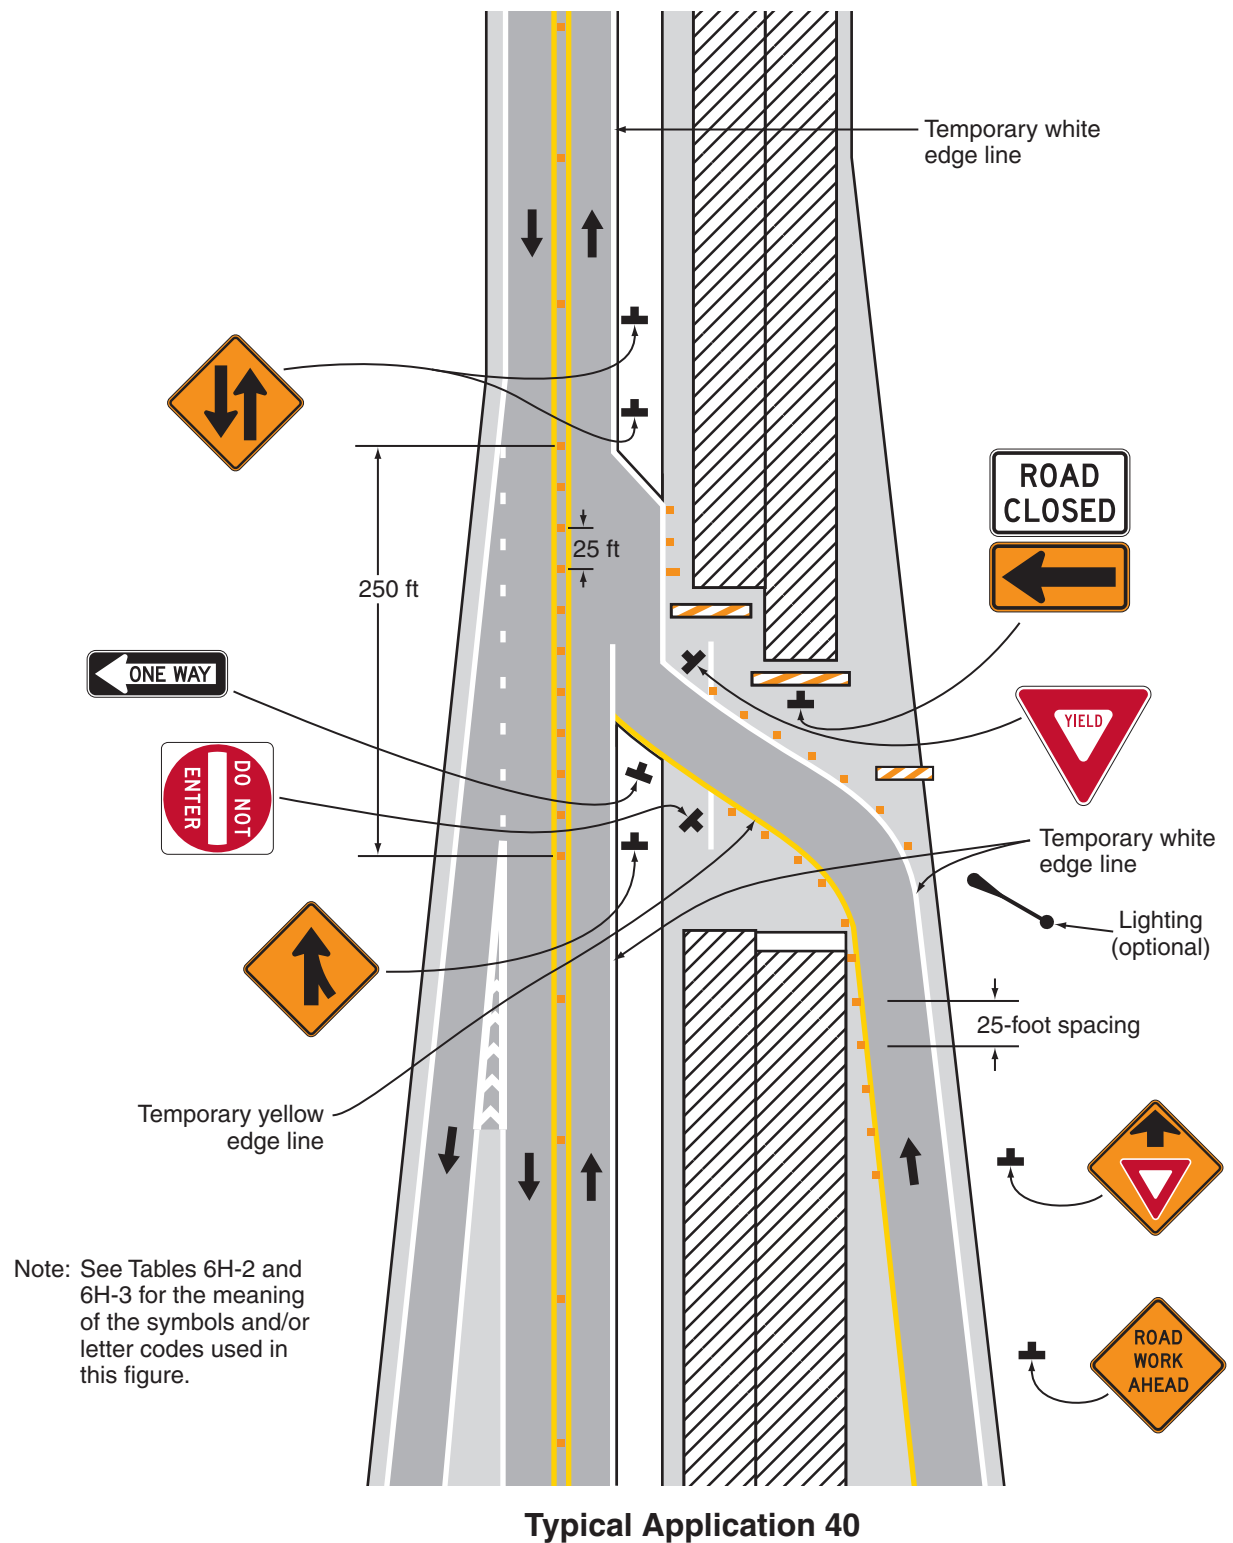 Temporary white
edge line
ROAD
CLOSED
25 ft
250 ft
ONE WAY
YIELD
DO NOT
ENTER
Temporary white
edge line
Lighting
(optional)
25-foot spacing
Temporary yellow
edge line
Note: See Tables 6H-2 and
6H-3 for the meaning
of the symbols and/or
letter codes used in
this figure.
ROAD
WORK
AHEAD
Typical Application 40